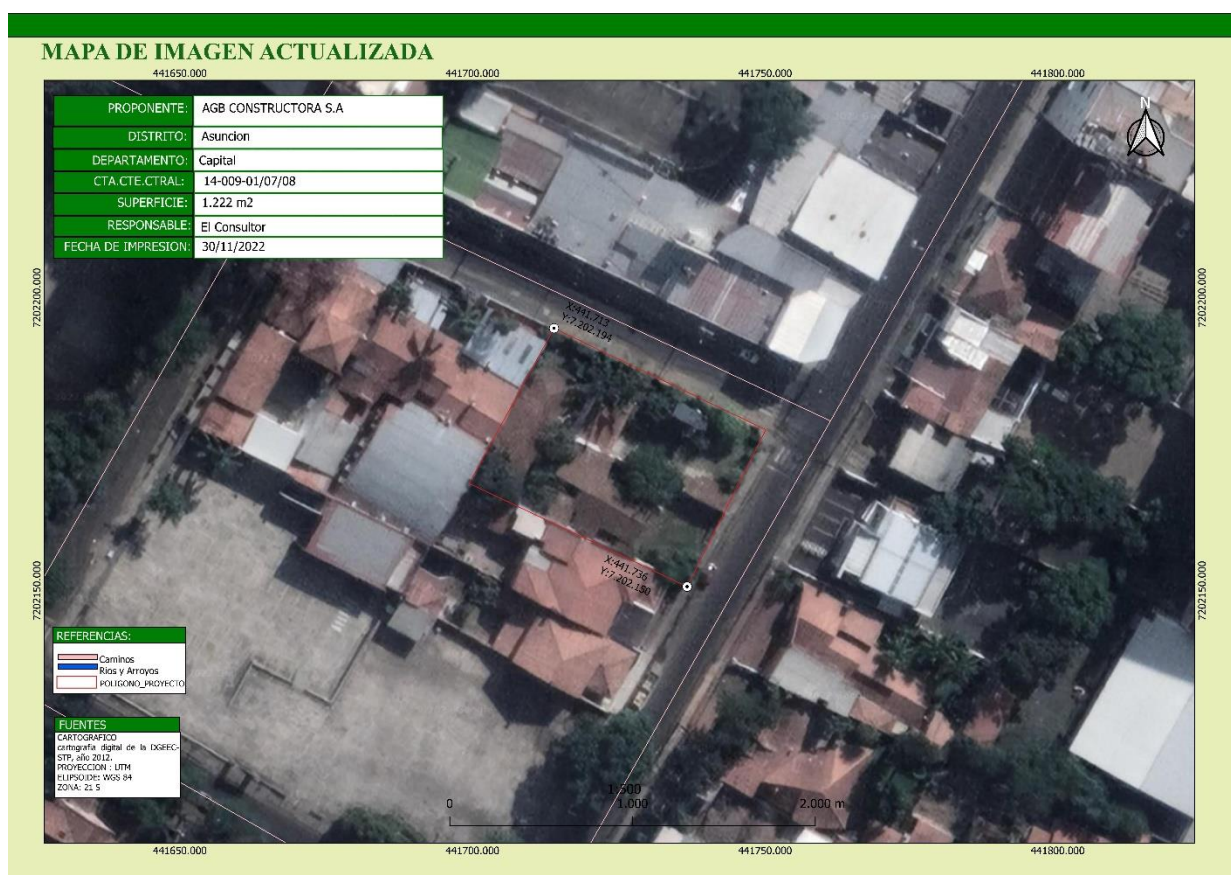 MAPA DE IMAGEN ACTUALIZADA
441650.000 441700.000 441750.000 441800.000
PROPONENTE: AGB CONSTRUCTORA S.A
DISTRITO: Asuncion
DEPARTAMENTO: Capital
CTA.CTE.CTRAL: 14-009-01/07/08
SUPERFICIE: 1.222 m2
RESPONSABLE: El Consultor
FECHA DE IMPRESION: 30/11/2022
N
7202200.000 7202200.000
X:441.713
Y:7.202.194
X:441.736
Y:7.202.150
7202150.000 7202150.000
REFERENCIAS:
Caminos
Rios y Arroyos
POLIGONO_PROYECTO
FUENTES
CARTOGRAFICO
cartografia digital de la DGEEC-
STP, año 2012.
PROYECCION : UTM
ELIPSOIDE: WGS 84
ZONA: 21 S
1:500
0 1.000 2.000 m
441650.000 441700.000 441750.000 441800.000